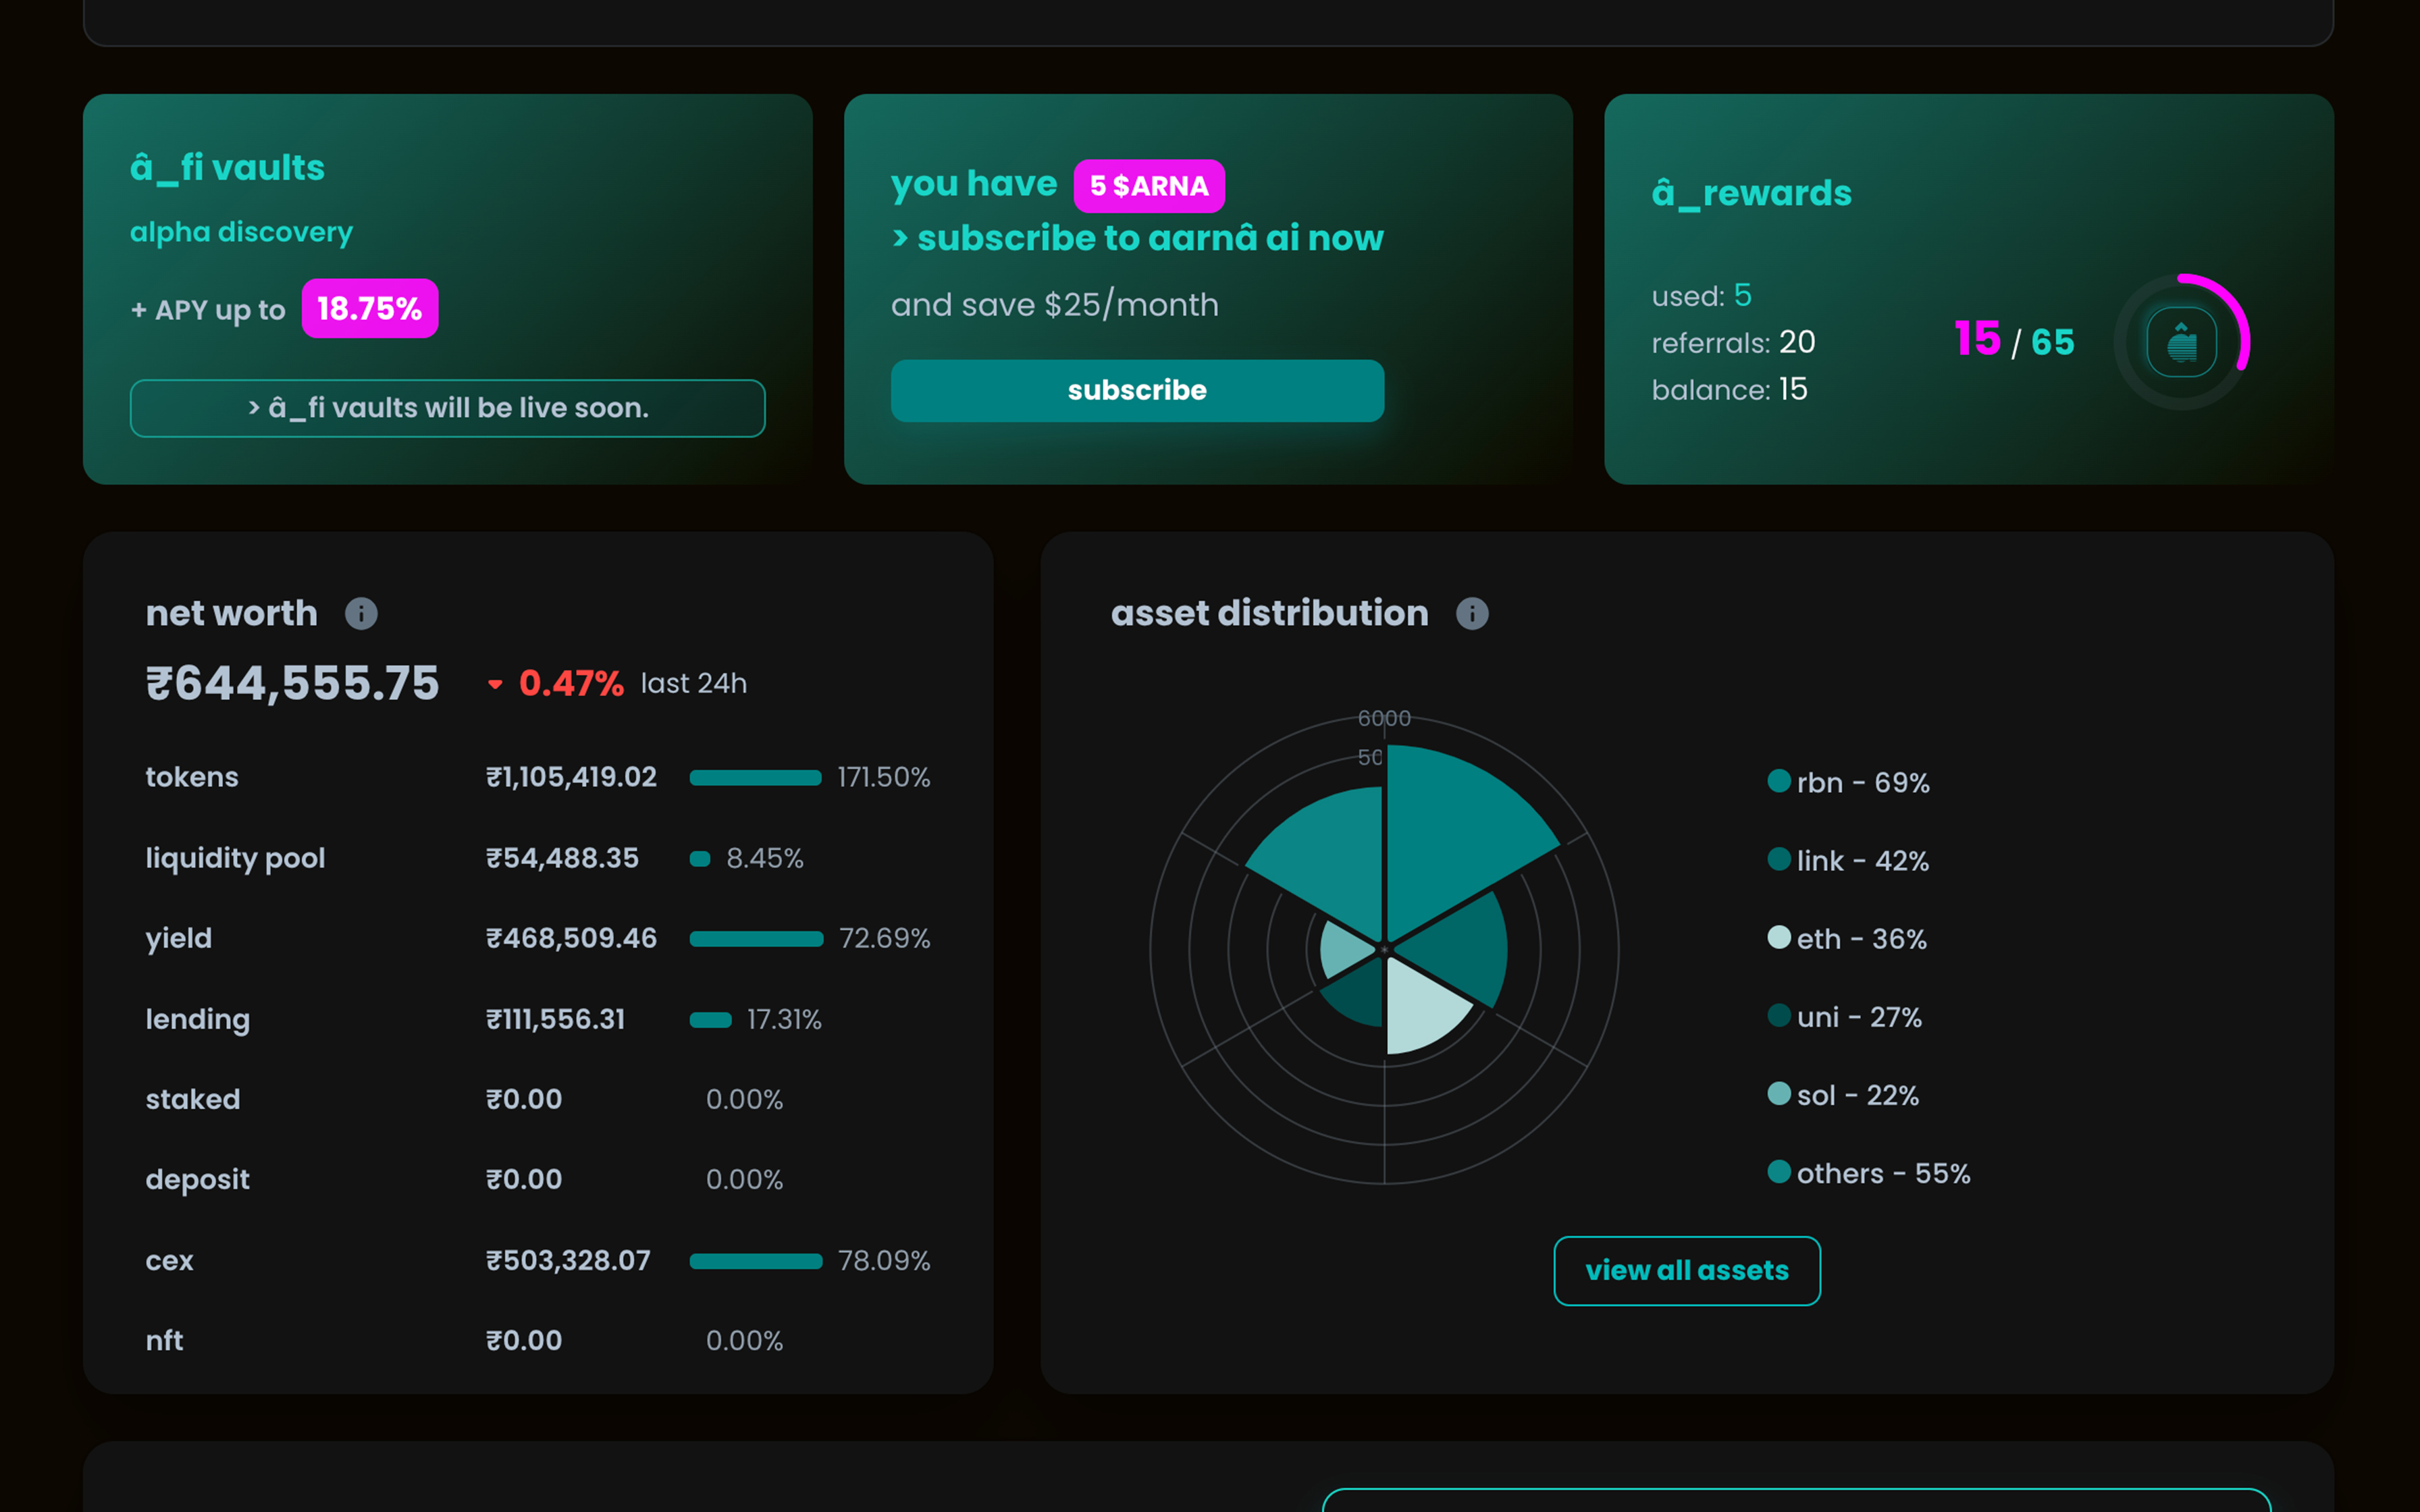 â_fi vaults
alpha discovery
+ APY up to 18.75%
> â_fi vaults will be live soon.
you have 5 $ARNA
> subscribe to aarnâ ai now
and save $25/month
subscribe
â_rewards
used: 5
referrals: 20
balance: 15
15 / 65
â
net worth
₹644,555.75 0.47% last 24h
tokens ₹1,105,419.02 171.50%
liquidity pool ₹54,488.35 8.45%
yield ₹468,509.46 72.69%
lending ₹111,556.31 17.31%
staked ₹0.00 0.00%
deposit ₹0.00 0.00%
cex ₹503,328.07 78.09%
nft ₹0.00 0.00%
asset distribution
6000
50
rbn - 69%
link - 42%
eth - 36%
uni - 27%
sol - 22%
others - 55%
view all assets